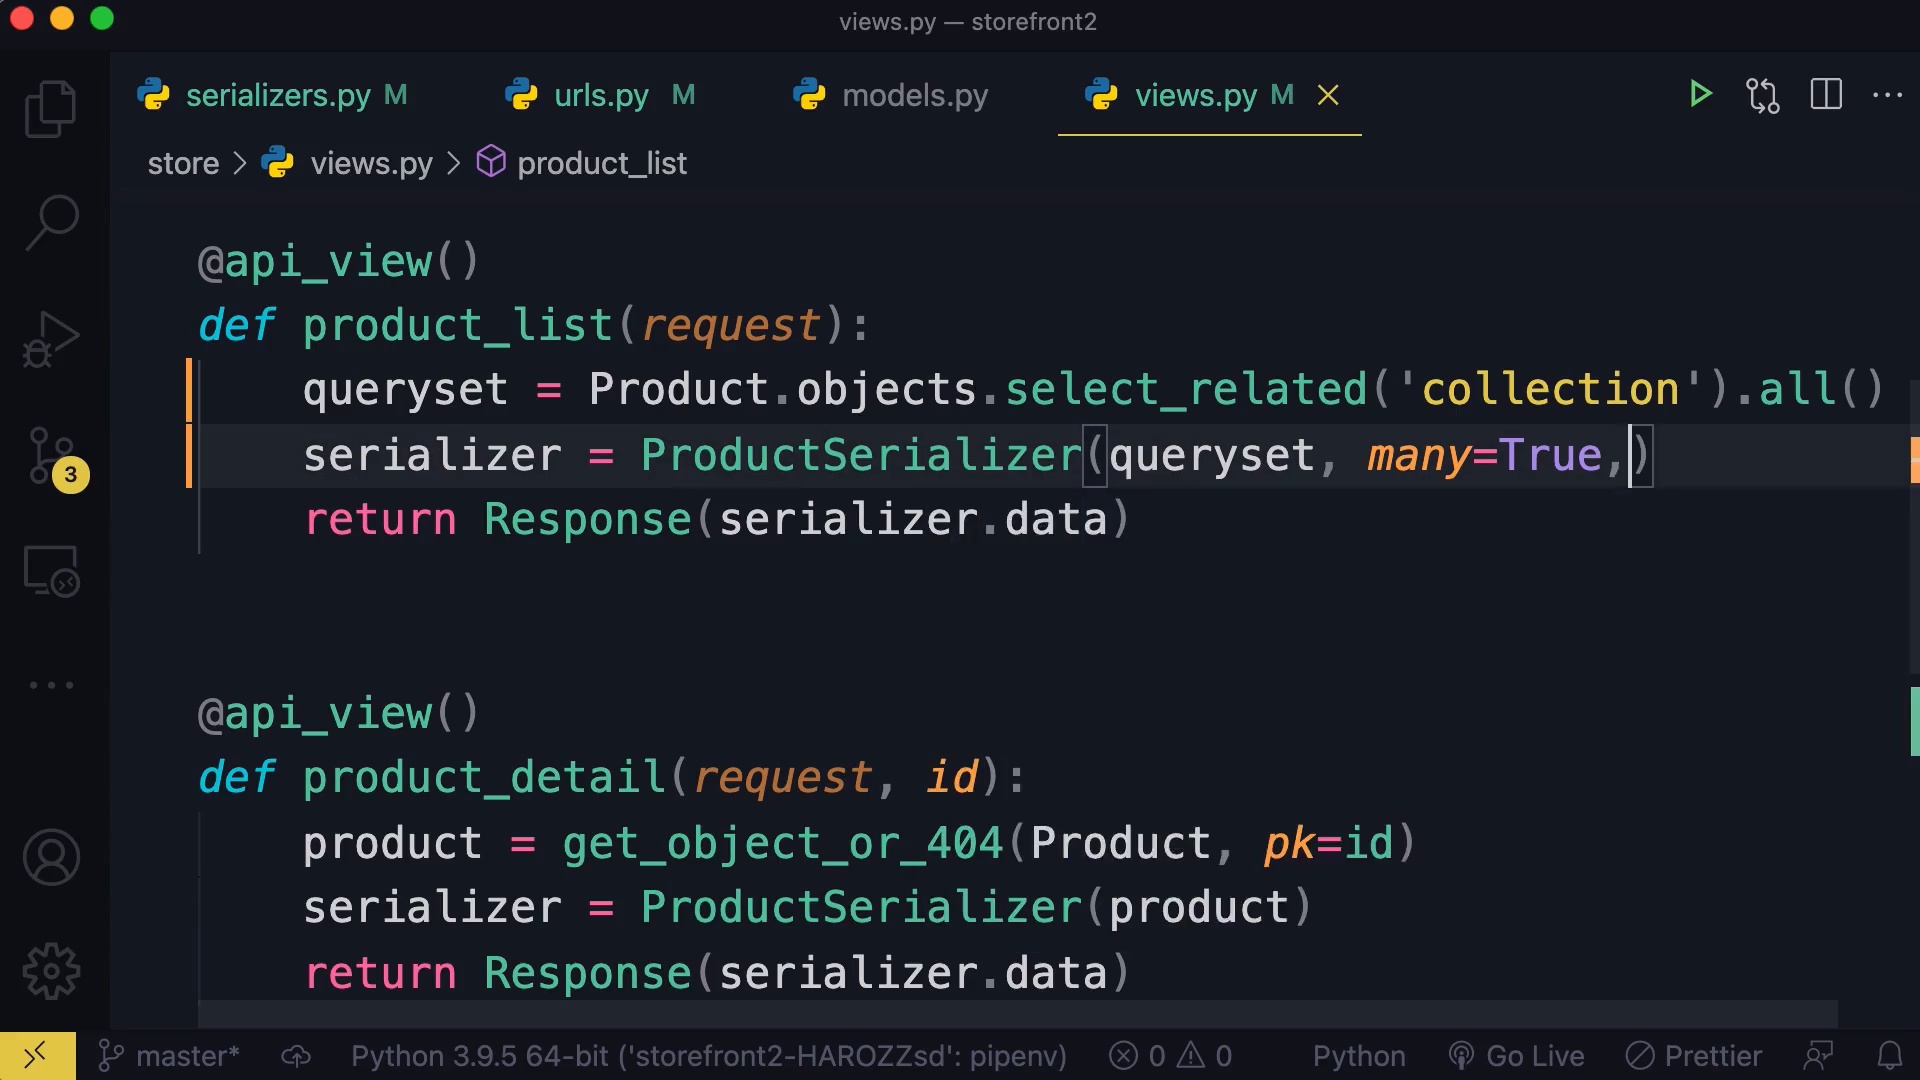 views.py — storefront2
serializers.py M urls.py M models.py views.py M
store > views.py > product_list
@api_view()
def product_list(request):
    queryset = Product.objects.select_related('collection').all()
    serializer = ProductSerializer(queryset, many=True,)
    return Response(serializer.data)
@api_view()
def product_detail(request, id):
    product = get_object_or_404(Product, pk=id)
    serializer = ProductSerializer(product)
    return Response(serializer.data)
3
master* Python 3.9.5 64-bit ('storefront2-HAROZZsd': pipenv) 0 0 Python Go Live Prettier